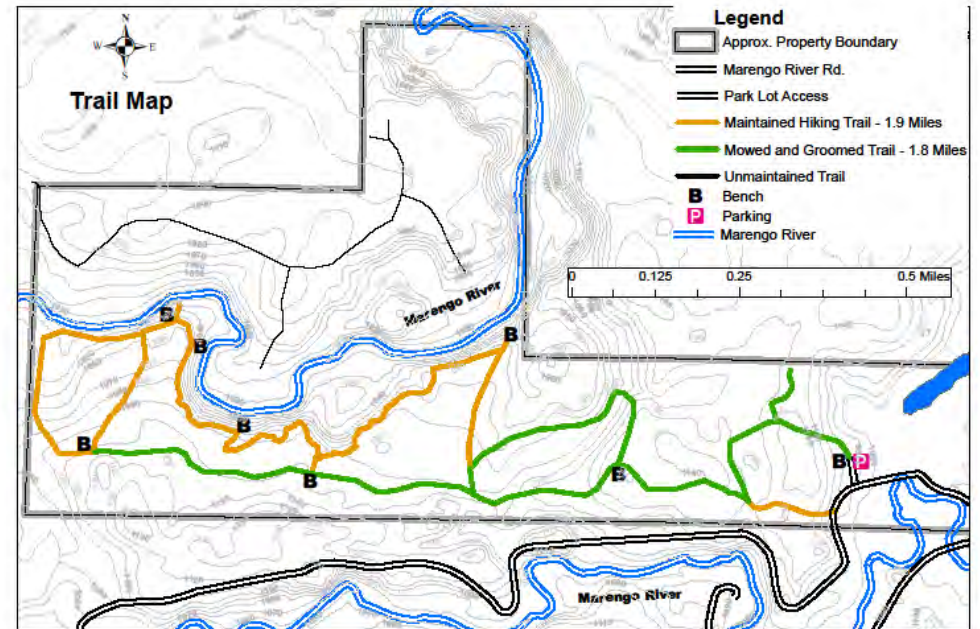 N
W E
S
Trail Map
Legend
Approx. Property Boundary
Marengo River Rd.
Park Lot Access
Maintained Hiking Trail - 1.9 Miles
Mowed and Groomed Trail - 1.8 Miles
Unmaintained Trail
B Bench
P Parking
Marengo River
0 0.125 0.25 0.5 Miles
Marengo River
B
B
B
B
B
B
B
B P
Marengo River